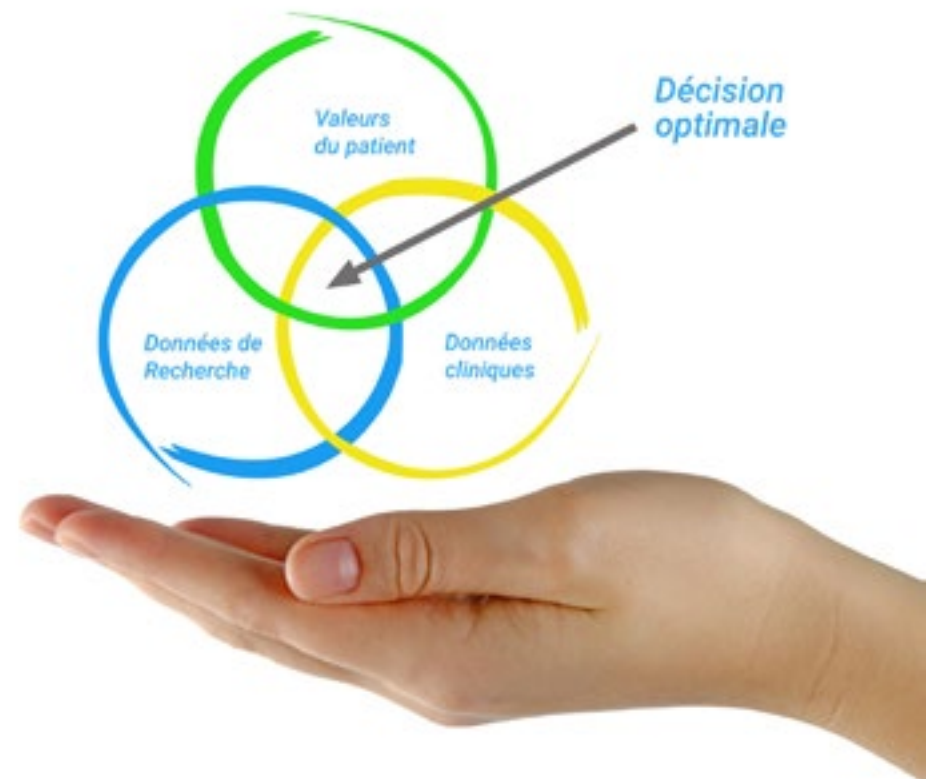 Valeurs
du patient
Décision
optimale
Données de
Recherche
Données
cliniques